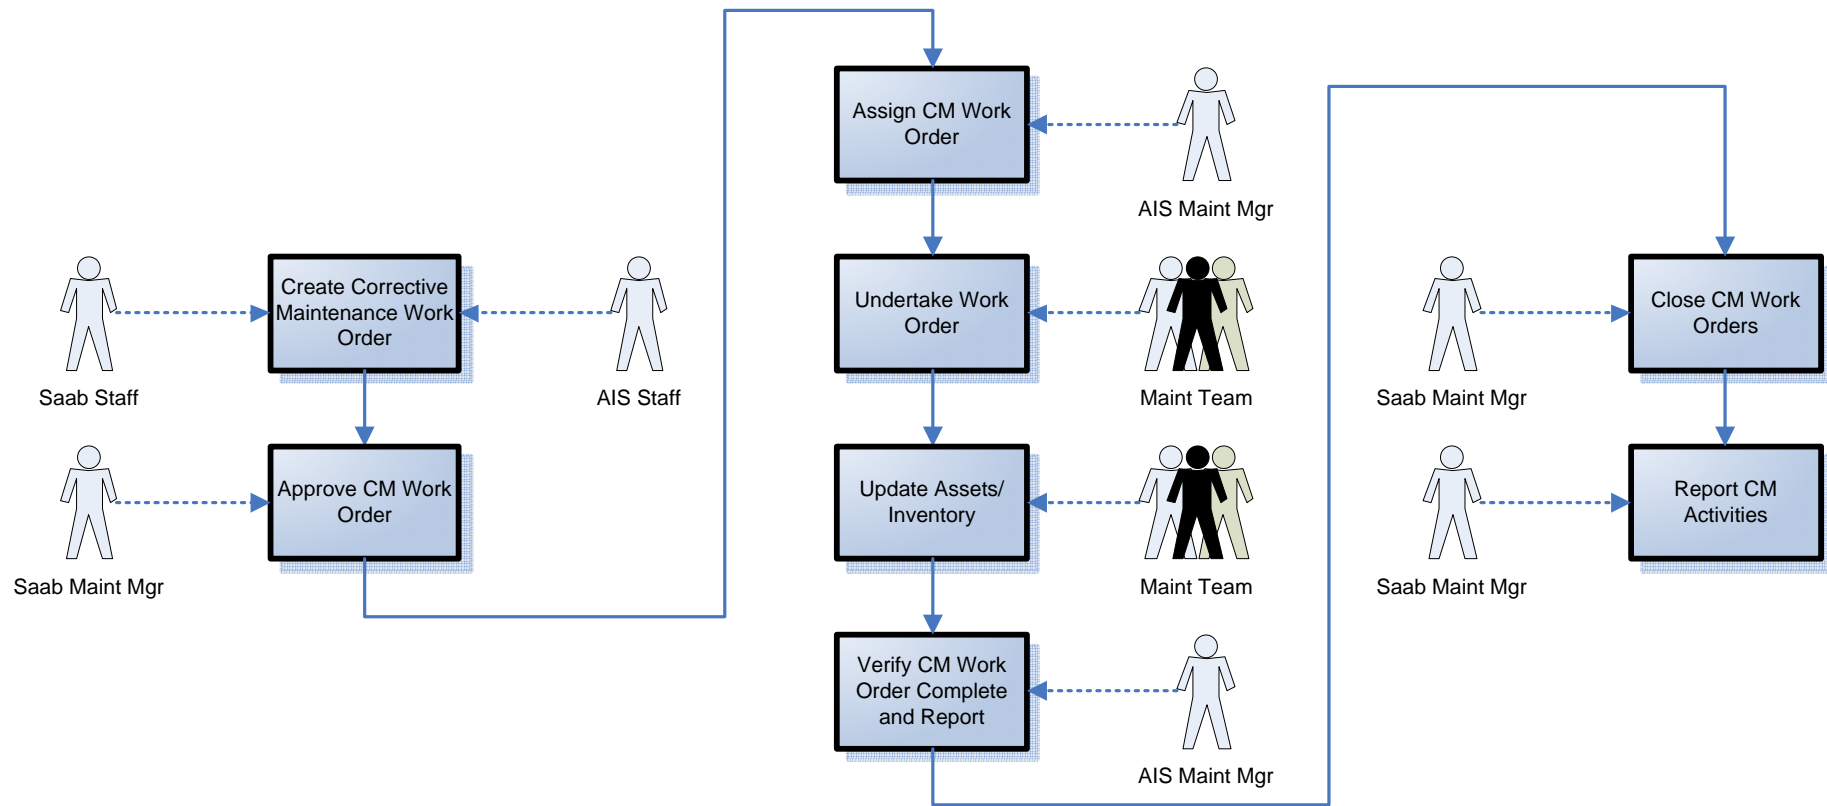 Create Corrective
Maintenance Work
Order
Saab Staff
AIS Staff
Approve CM Work
Order
Saab Maint Mgr
Assign CM Work
Order
AIS Maint Mgr
Undertake Work
Order
Maint Team
Update Assets/
Inventory
Maint Team
Verify CM Work
Order Complete
and Report
AIS Maint Mgr
Close CM Work
Orders
Saab Maint Mgr
Report CM
Activities
Saab Maint Mgr